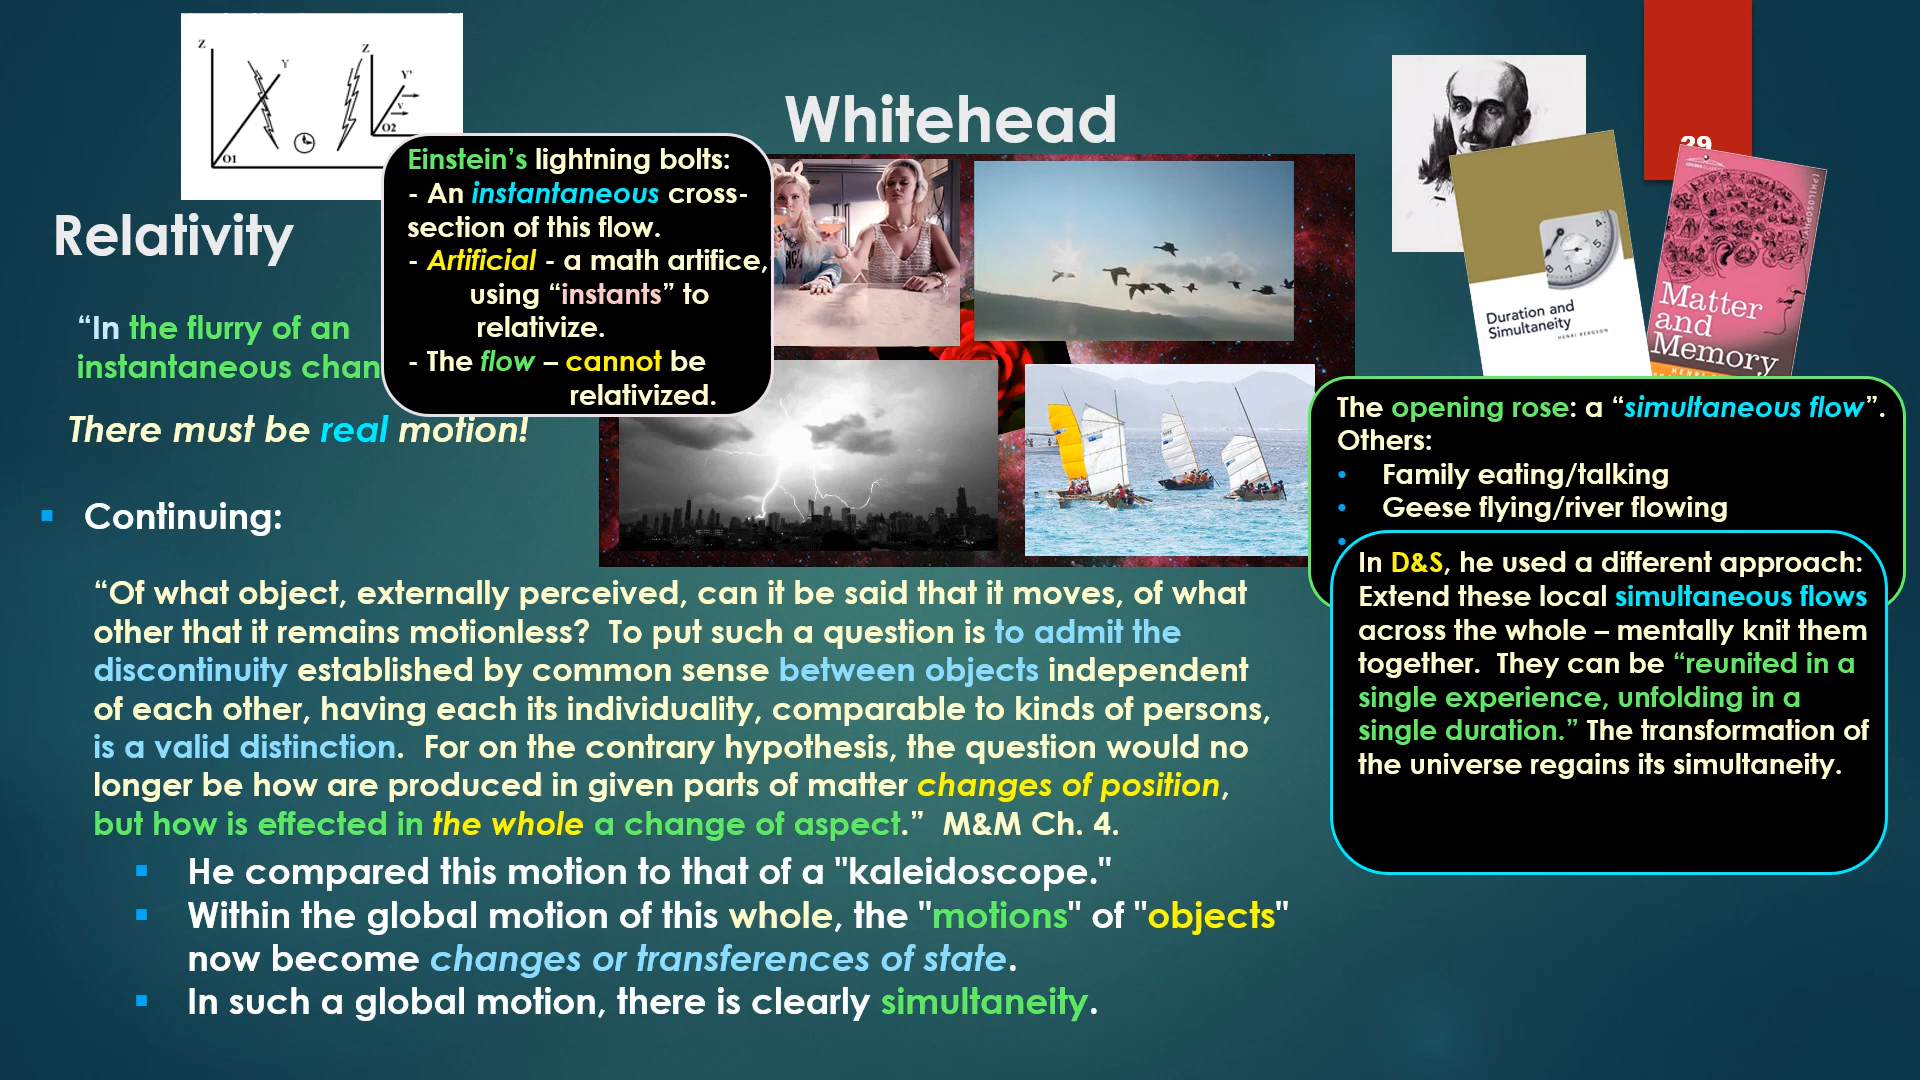 Z
Y
O1
Z
Y'
v
O2
Whitehead
29
Relativity
Einstein’s lightning bolts:
- An instantaneous cross-
section of this flow.
- Artificial - a math artifice,
using “instants” to
relativize.
- The flow – cannot be
relativized.
“In the flurry of an
instantaneous chan
There must be real motion!
Duration and
Simultaneity
HENRI BERGSON
(PHILOSOPHY)
Matter
and
Memory
HENRI
The opening rose: a “simultaneous flow”.
Others:
• Family eating/talking
• Geese flying/river flowing
•
In D&S, he used a different approach:
Extend these local simultaneous flows
across the whole – mentally knit them
together. They can be “reunited in a
single experience, unfolding in a
single duration.” The transformation of
the universe regains its simultaneity.
▪ Continuing:
“Of what object, externally perceived, can it be said that it moves, of what
other that it remains motionless? To put such a question is to admit the
discontinuity established by common sense between objects independent
of each other, having each its individuality, comparable to kinds of persons,
is a valid distinction. For on the contrary hypothesis, the question would no
longer be how are produced in given parts of matter changes of position,
but how is effected in the whole a change of aspect.” M&M Ch. 4.
▪ He compared this motion to that of a "kaleidoscope."
▪ Within the global motion of this whole, the "motions" of "objects"
now become changes or transferences of state.
▪ In such a global motion, there is clearly simultaneity.